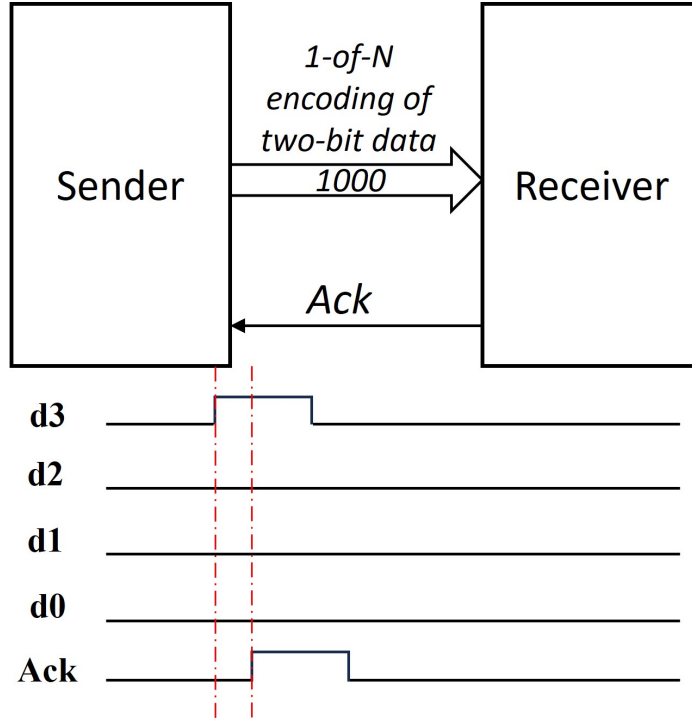 1-of-N
encoding of
two-bit data
Sender
1000
Receiver
Ack
d3
d2
d1
d0
Ack